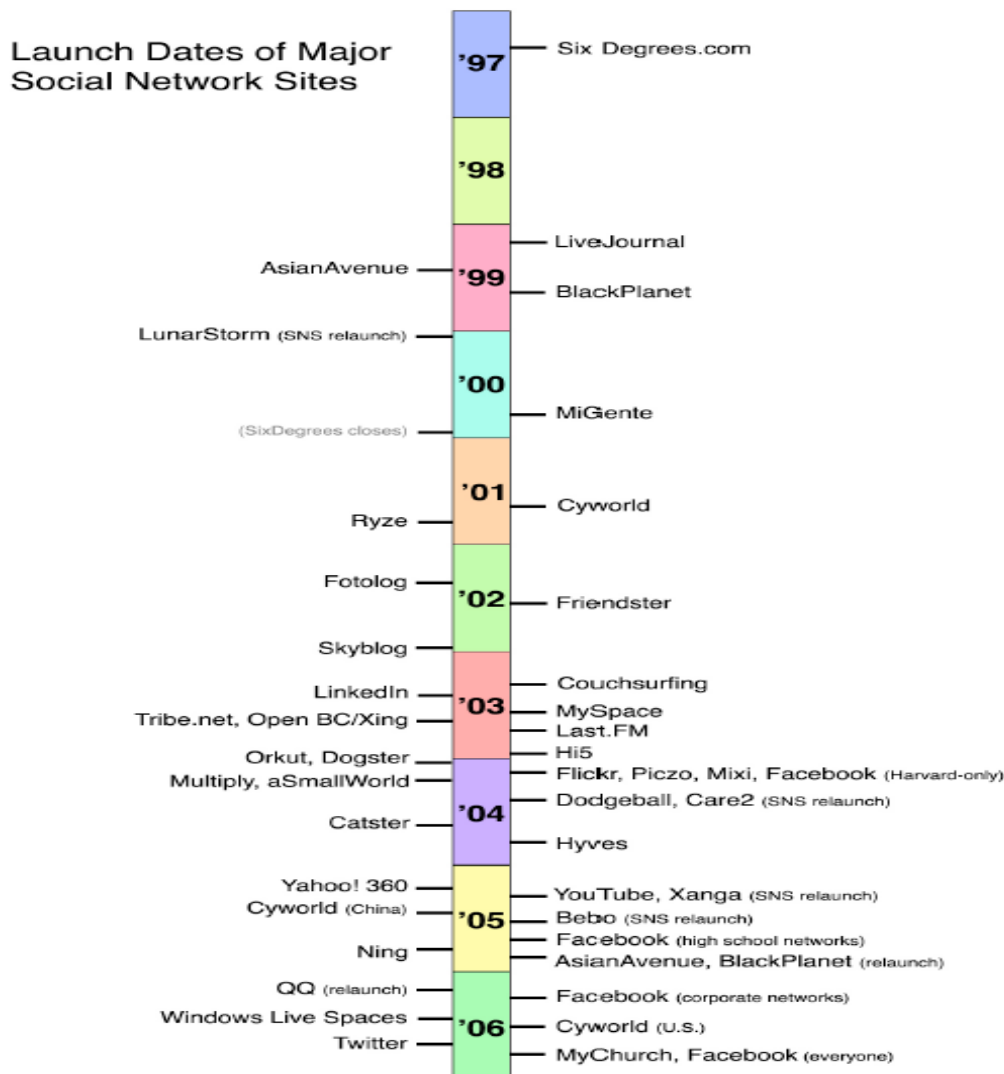 Launch Dates of Major
Social Network Sites
'97
Six Degrees.com
'98
'99
LiveJournal
AsianAvenue
BlackPlanet
'00
LunarStorm (SNS relaunch)
MiGente
(SixDegrees closes)
'01
Cyworld
Ryze
'02
Fotolog
Friendster
Skyblog
'03
Couchsurfing
LinkedIn
MySpace
Tribe.net, Open BC/Xing
Last.FM
Hi5
'04
Orkut, Dogster
Flickr, Piczo, Mixi, Facebook (Harvard-only)
Multiply, aSmallWorld
Dodgeball, Care2 (SNS relaunch)
Catster
Hyves
'05
Yahoo! 360
YouTube, Xanga (SNS relaunch)
Cyworld (China)
Bebo (SNS relaunch)
Facebook (high school networks)
Ning
AsianAvenue, BlackPlanet (relaunch)
'06
QQ (relaunch)
Facebook (corporate networks)
Windows Live Spaces
Cyworld (U.S.)
Twitter
MyChurch, Facebook (everyone)